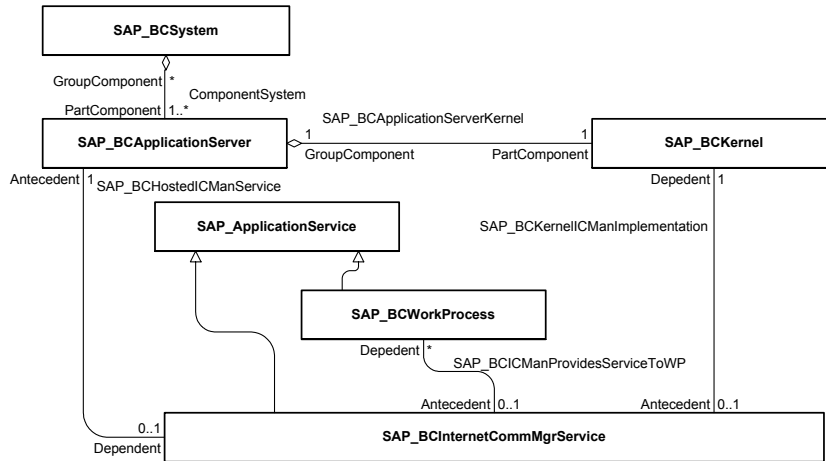 SAP_BCSystem
GroupComponent *
ComponentSystem
PartComponent 1..*
SAP_BCApplicationServerKernel
SAP_BCApplicationServer
1
1
SAP_BCKernel
GroupComponent
PartComponent
Antecedent 1
SAP_BCHostedICManService
Depedent 1
SAP_ApplicationService
SAP_BCKernelICManImplementation
SAP_BCWorkProcess
Depedent *
SAP_BCICManProvidesServiceToWP
Antecedent 0..1
Antecedent 0..1
0..1
Dependent
SAP_BCInternetCommMgrService